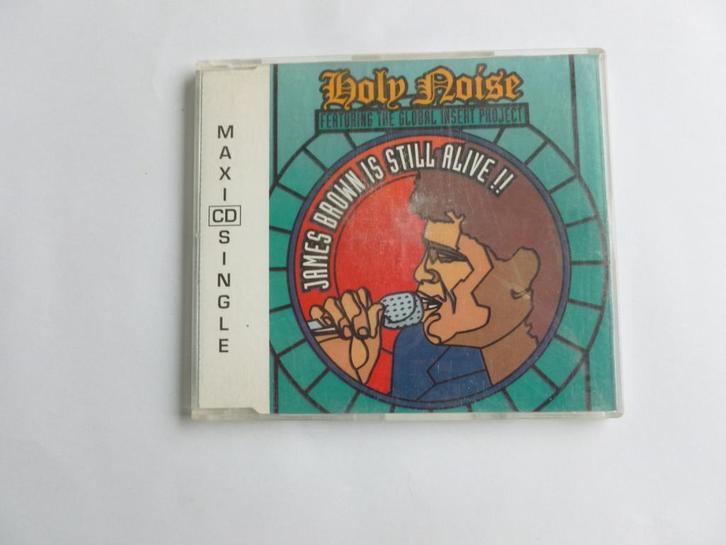 MAXI CD SINGLE
Holy Noise
FEATURING THE GLOBAL INSERT PROJECT
JAMES BROWN IS STILL ALIVE !!